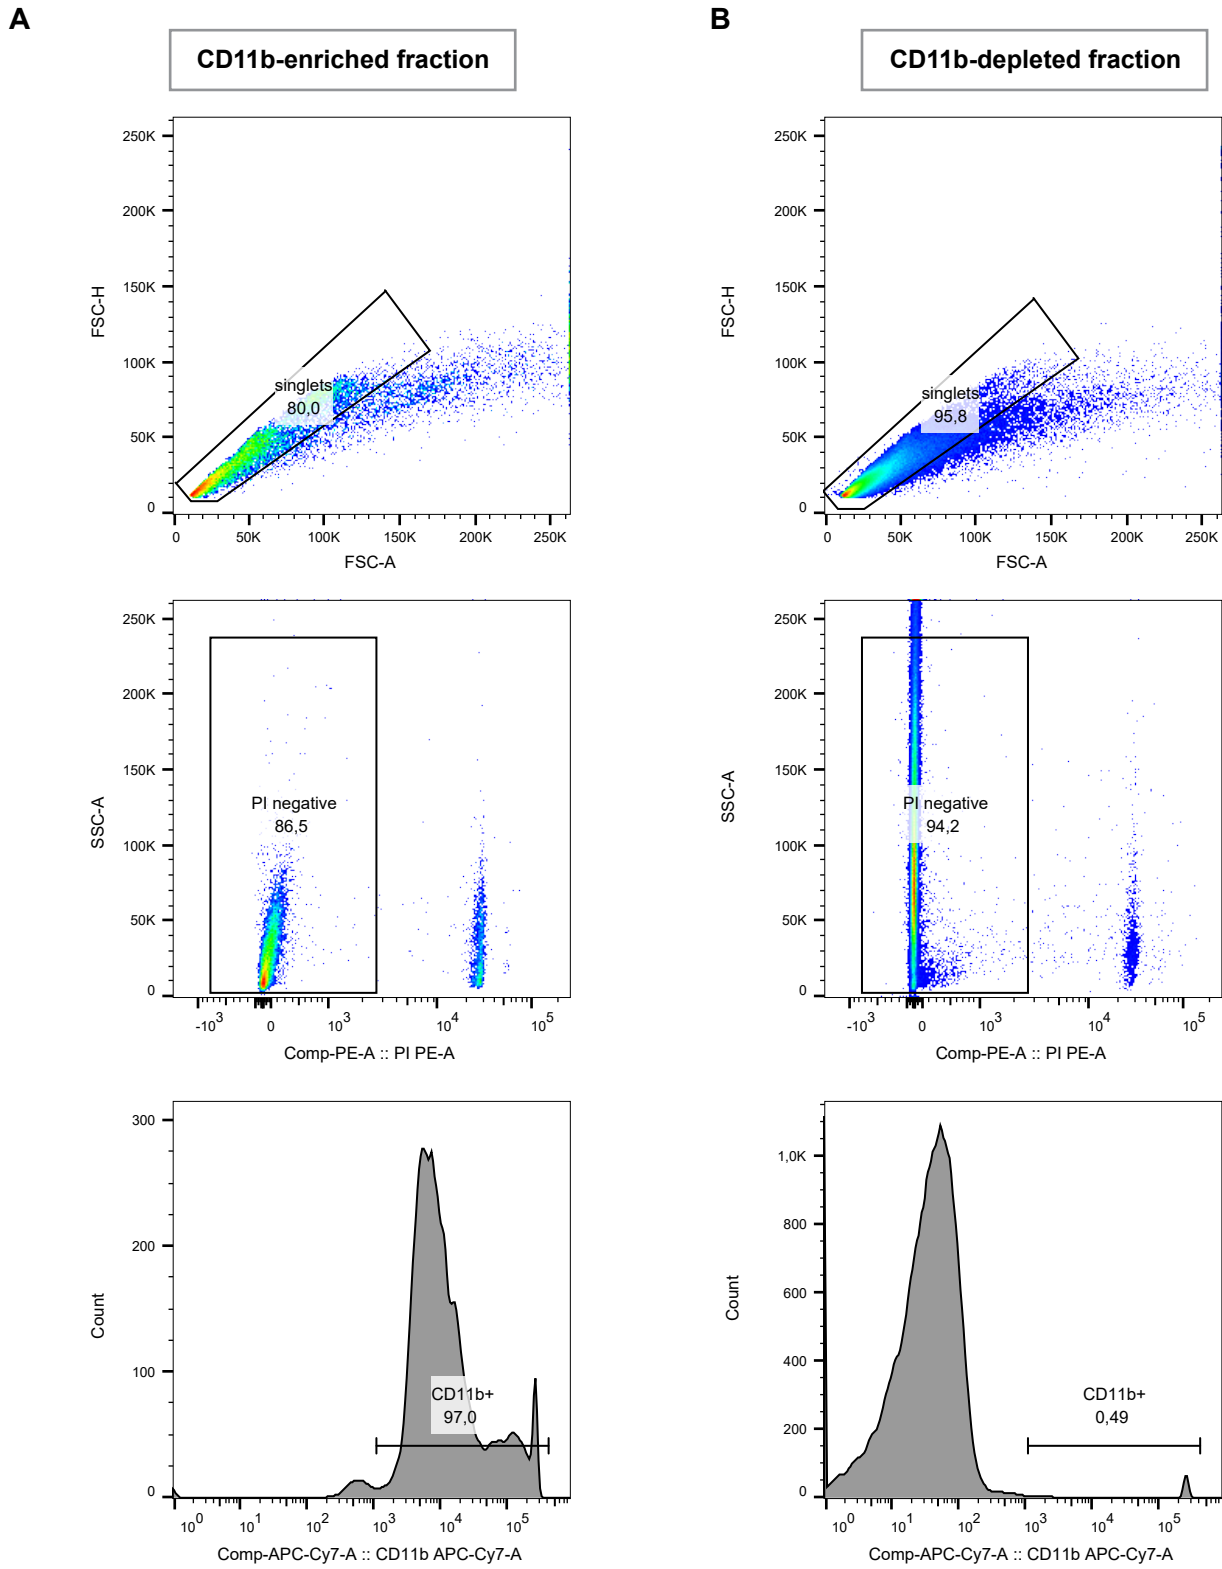 A
B
CD11b-enriched fraction
CD11b-depleted fraction
250K
200K
150K
100K
50K
0
FSC-H
singlets
80,0
0 50K 100K 150K 200K 250K
FSC-A
250K
200K
150K
100K
50K
0
FSC-H
singlets
95,8
0 50K 100K 150K 200K 250K
FSC-A
250K
200K
150K
100K
50K
0
SSC-A
PI negative
86,5
-10³ 0 10³ 10⁴ 10⁵
Comp-PE-A :: PI PE-A
250K
200K
150K
100K
50K
0
SSC-A
PI negative
94,2
-10³ 0 10³ 10⁴ 10⁵
Comp-PE-A :: PI PE-A
300
200
100
0
Count
CD11b+
97,0
10⁰ 10¹ 10² 10³ 10⁴ 10⁵
Comp-APC-Cy7-A :: CD11b APC-Cy7-A
1,0K
800
600
400
200
0
Count
CD11b+
0,49
10⁰ 10¹ 10² 10³ 10⁴ 10⁵
Comp-APC-Cy7-A :: CD11b APC-Cy7-A